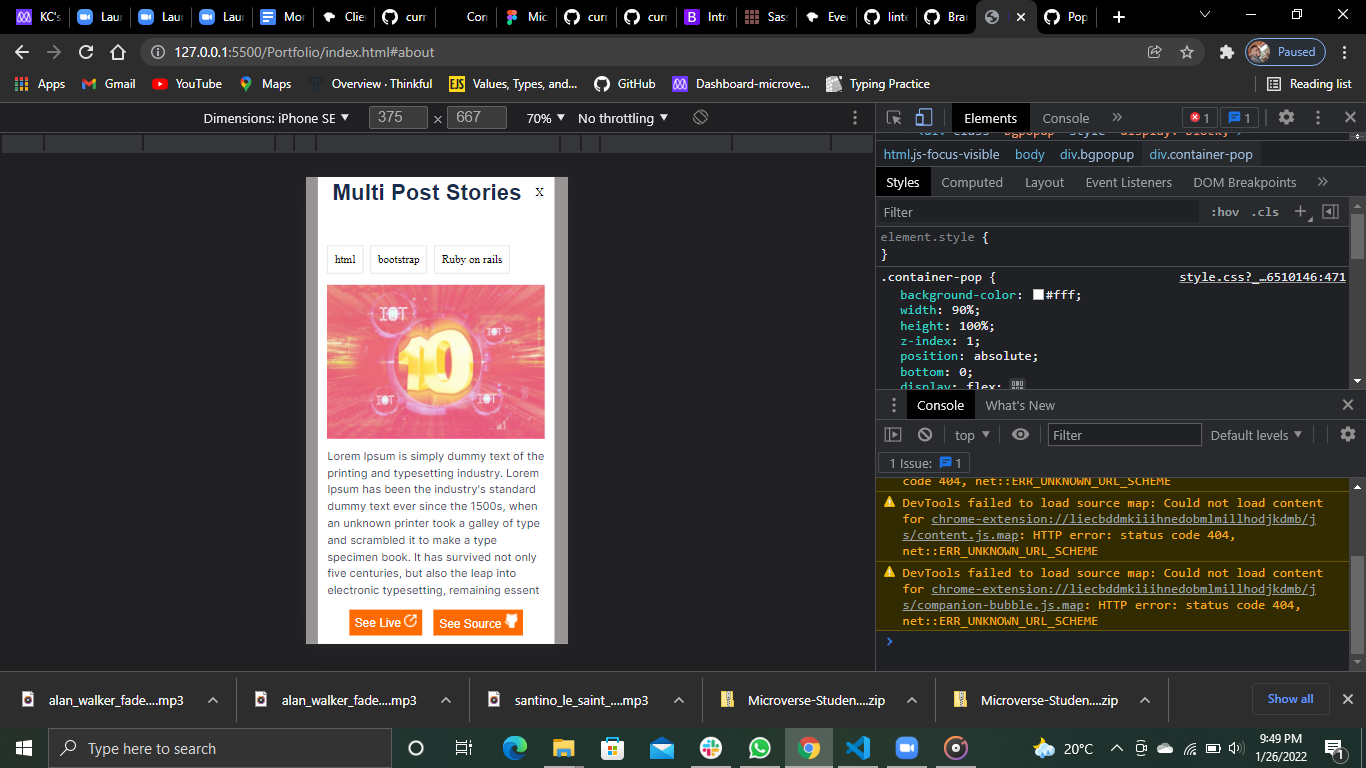 KC's
Laun
Laun
Laun
Mor
Clie
curr
Con
Mic
curr
curr
Intr
Sas
Eve
linte
Bra
Pop
127.0.0.1:5500/Portfolio/index.html#about
Paused
Apps
Gmail
YouTube
Maps
Overview · Thinkful
EJS
Values, Types, and...
GitHub
Dashboard-microve...
Typing Practice
Reading list
Dimensions: iPhone SE
375 × 667
70%
No throttling
Elements
Console
1
1
html.js-focus-visible body div.bgpopup div.container-pop
Styles Computed Layout Event Listeners DOM Breakpoints
Filter
:hov .cls
element.style {
}
.container-pop {
style.css?_…6510146:471
background-color: #fff;
width: 90%;
height: 100%;
z-index: 1;
position: absolute;
bottom: 0;
display: flex;
Console
What's New
top
Filter
Default levels
1 Issue: 1
code 404, net::ERR_UNKNOWN_URL_SCHEME
DevTools failed to load source map: Could not load content
for chrome-extension://liecbddmkiiihnedobmlmillhodjkdmb/j
s/content.js.map: HTTP error: status code 404,
net::ERR_UNKNOWN_URL_SCHEME
DevTools failed to load source map: Could not load content
for chrome-extension://liecbddmkiiihnedobmlmillhodjkdmb/j
s/companion-bubble.js.map: HTTP error: status code 404,
net::ERR_UNKNOWN_URL_SCHEME
Multi Post Stories
X
html
bootstrap
Ruby on rails
IOT
IOT
10
IOT
IOT
Lorem Ipsum is simply dummy text of the
printing and typesetting industry. Lorem
Ipsum has been the industry's standard
dummy text ever since the 1500s, when
an unknown printer took a galley of type
and scrambled it to make a type
specimen book. It has survived not only
five centuries, but also the leap into
electronic typesetting, remaining essent
See Live
See Source
alan_walker_fade....mp3
alan_walker_fade....mp3
santino_le_saint_....mp3
Microverse-Studen....zip
Microverse-Studen....zip
Show all
Type here to search
20°C
9:49 PM
1/26/2022
1